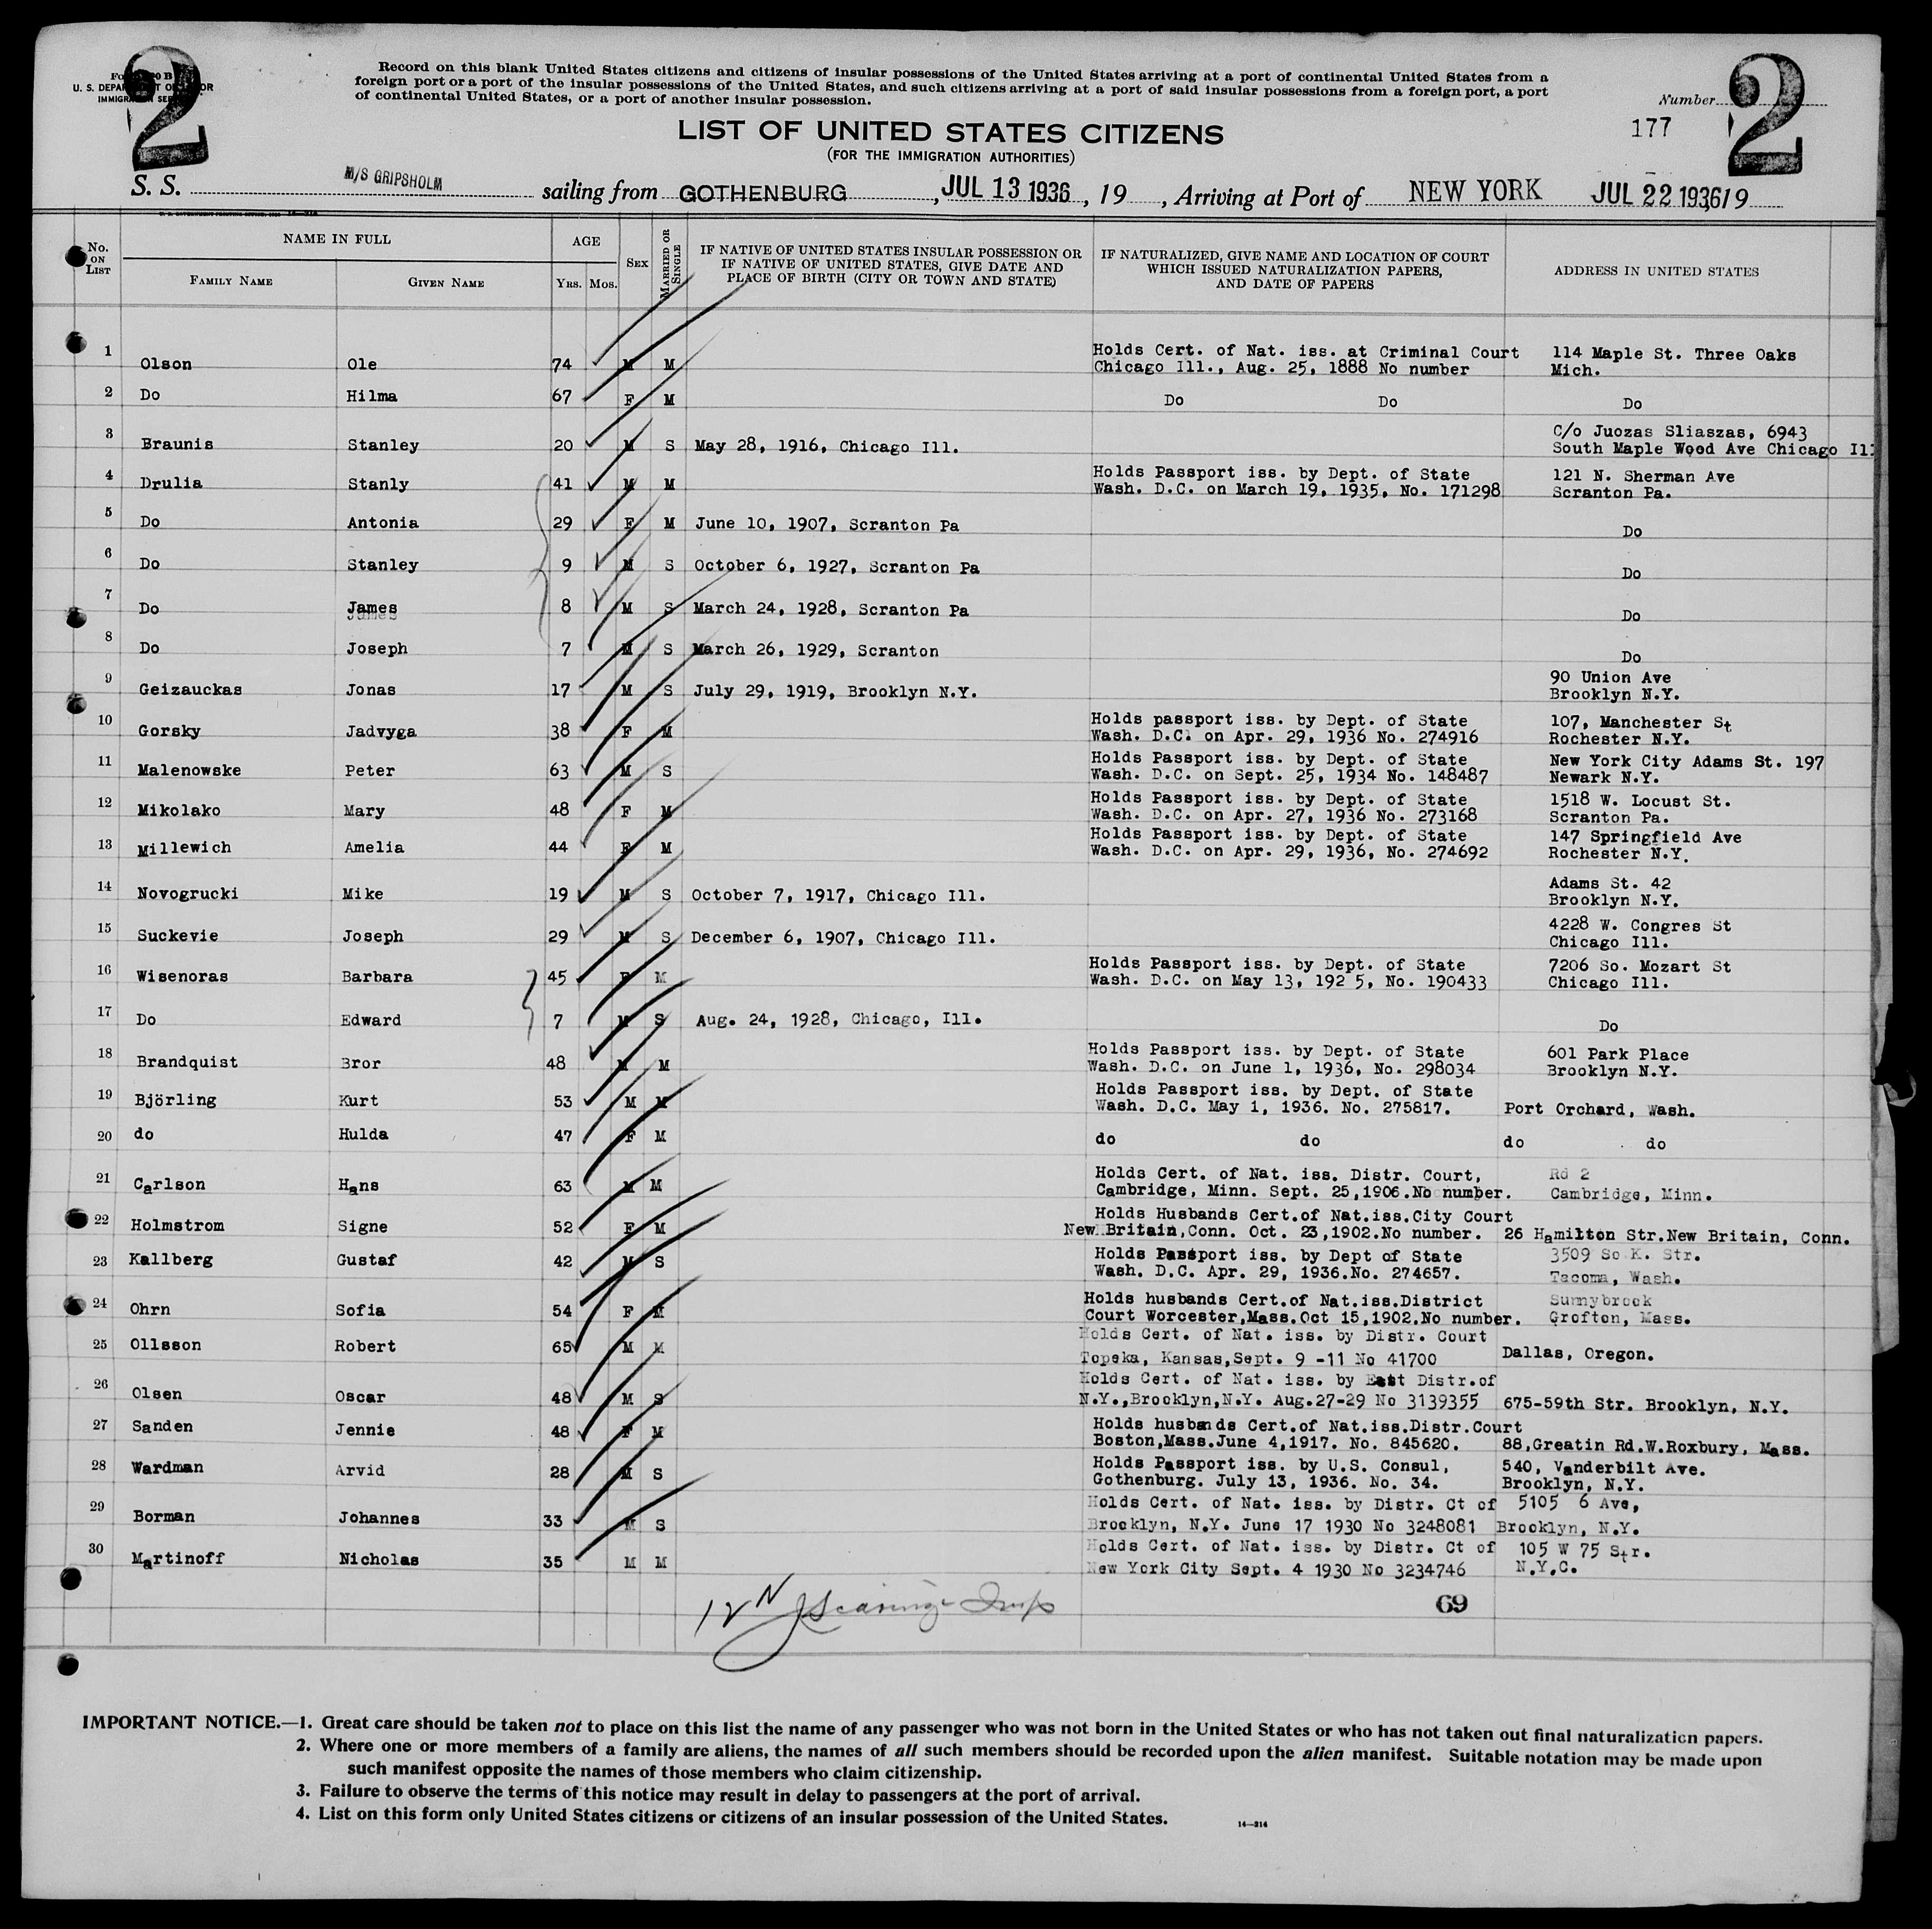 2
2
Record on this blank United States citizens and citizens of insular possessions of the United States arriving at a port of continental United States from a
foreign port or a port of the insular possessions of the United States, and such citizens arriving at a port of said insular possessions from a foreign port, a port
of continental United States, or a port of another insular possession.
U. S. DEPARTMENT OF LABOR
IMMIGRATION SERVICE
Number
177
LIST OF UNITED STATES CITIZENS
(FOR THE IMMIGRATION AUTHORITIES)
S. S. M/S GRIPSHOLM sailing from GOTHENBURG, JUL 13 1936, 19 , Arriving at Port of NEW YORK JUL 22 1936, 19
No. ON LIST
NAME IN FULL
FAMILY NAME GIVEN NAME
AGE
YRS. MOS.
SEX
MARRIED OR SINGLE
IF NATIVE OF UNITED STATES INSULAR POSSESSION OR
IF NATIVE OF UNITED STATES, GIVE DATE AND
PLACE OF BIRTH (CITY OR TOWN AND STATE)
IF NATURALIZED, GIVE NAME AND LOCATION OF COURT
WHICH ISSUED NATURALIZATION PAPERS,
AND DATE OF PAPERS
ADDRESS IN UNITED STATES
1 Olson Ole 74 M M Holds Cert. of Nat. iss. at Criminal Court 114 Maple St. Three Oaks
Chicago Ill., Aug. 25, 1888 No number Mich.
2 Do Hilma 67 F M Do Do Do
3 Braunis Stanley 20 M S May 28, 1916, Chicago Ill. C/o Juozas Sliaszas, 6943
South Maple Wood Ave Chicago Ill
4 Drulia Stanly 41 M M Holds Passport iss. by Dept. of State 121 N. Sherman Ave
Wash. D.C. on March 19, 1935, No. 171298 Scranton Pa.
5 Do Antonia 29 F M June 10, 1907, Scranton Pa Do
6 Do Stanley 9 M S October 6, 1927, Scranton Pa Do
7 Do James 8 M S March 24, 1928, Scranton Pa Do
8 Do Joseph 7 M S March 26, 1929, Scranton Do
9 Geizauckas Jonas 17 M S July 29, 1919, Brooklyn N.Y. 90 Union Ave
Brooklyn N.Y.
10 Gorsky Jadvyga 38 F M Holds passport iss. by Dept. of State 107, Manchester St
Wash. D.C. on Apr. 29, 1936 No. 274916 Rochester N.Y.
11 Malenowske Peter 63 M S Holds Passport iss. by Dept. of State New York City Adams St. 197
Wash. D.C. on Sept. 25, 1934 No. 148487 Newark N.Y.
12 Mikolako Mary 48 F M Holds Passport iss. by Dept. of State 1518 W. Locust St.
Wash. D.C. on Apr. 27, 1936 No. 273168 Scranton Pa.
13 Millewich Amelia 44 F M Holds Passport iss. by Dept. of State 147 Springfield Ave
Wash. D.C. on Apr. 29, 1936, No. 274692 Rochester N.Y.
14 Novogrucki Mike 19 M S October 7, 1917, Chicago Ill. Adams St. 42
Brooklyn N.Y.
15 Suckevie Joseph 29 M S December 6, 1907, Chicago Ill. 4228 W. Congres St
Chicago Ill.
16 Wisenoras Barbara 45 F M Holds Passport iss. by Dept. of State 7206 So. Mozart St
Wash. D.C. on May 13, 192 5, No. 190433 Chicago Ill.
17 Do Edward 7 M S Aug. 24, 1928, Chicago, Ill. Do
18 Brandquist Bror 48 M M Holds Passport iss. by Dept. of State 601 Park Place
Wash. D.C. on June 1, 1936, No. 298034 Brooklyn N.Y.
19 Björling Kurt 53 M M Holds Passport iss. by Dept. of State
Wash. D.C. May 1, 1936. No. 275817. Port Orchard, Wash.
20 do Hulda 47 F M do do do do
21 Carlson Hans 63 M M Holds Cert. of Nat. iss. Distr. Court, Rd 2
Cambridge, Minn. Sept. 25,1906.No number. Cambridge, Minn.
22 Holmstrom Signe 52 F M Holds Husbands Cert.of Nat.iss.City Court
New Britain,Conn. Oct. 23,1902.No number. 26 Hamilton Str.New Britain, Conn.
23 Kallberg Gustaf 42 M S Holds Passport iss. by Dept of State 3509 So K. Str.
Wash. D.C. Apr. 29, 1936.No. 274657. Tacoma, Wash.
24 Ohrn Sofia 54 F M Holds husbands Cert.of Nat.iss.District Sunnybrook
Court Worcester,Mass.Oct 15,1902.No number. Grofton, Mass.
25 Ollsson Robert 65 M M Holds Cert. of Nat. iss. by Distr. Court
Topeka, Kansas,Sept. 9 -11 No 41700 Dallas, Oregon.
26 Olsen Oscar 48 M S Holds Cert. of Nat. iss. by East Distr.of
N.Y.,Brooklyn,N.Y. Aug.27-29 No 3139355 675-59th Str. Brooklyn, N.Y.
27 Sanden Jennie 48 F M Holds husbands Cert.of Nat.iss.Distr.Court
Boston,Mass.June 4,1917. No. 845620. 88,Greatin Rd.W.Roxbury, Mass.
28 Wardman Arvid 28 M S Holds Passport iss. by U.S. Consul, 540, Vanderbilt Ave.
Gothenburg. July 13, 1936. No. 34. Brooklyn, N.Y.
29 Borman Johannes 33 M S Holds Cert. of Nat. iss. by Distr. Ct of 5105 6 Ave,
Brooklyn, N.Y. June 17 1930 No 3248081 Brooklyn, N.Y.
30 Martinoff Nicholas 35 M M Holds Cert. of Nat. iss. by Distr. Ct of 105 W 75 Str.
New York City Sept. 4 1930 No 3234746 N.Y.C.
69
IMPORTANT NOTICE.—1. Great care should be taken not to place on this list the name of any passenger who was not born in the United States or who has not taken out final naturalization papers.
2. Where one or more members of a family are aliens, the names of all such members should be recorded upon the alien manifest. Suitable notation may be made upon
such manifest opposite the names of those members who claim citizenship.
3. Failure to observe the terms of this notice may result in delay to passengers at the port of arrival.
4. List on this form only United States citizens or citizens of an insular possession of the United States.
14—214